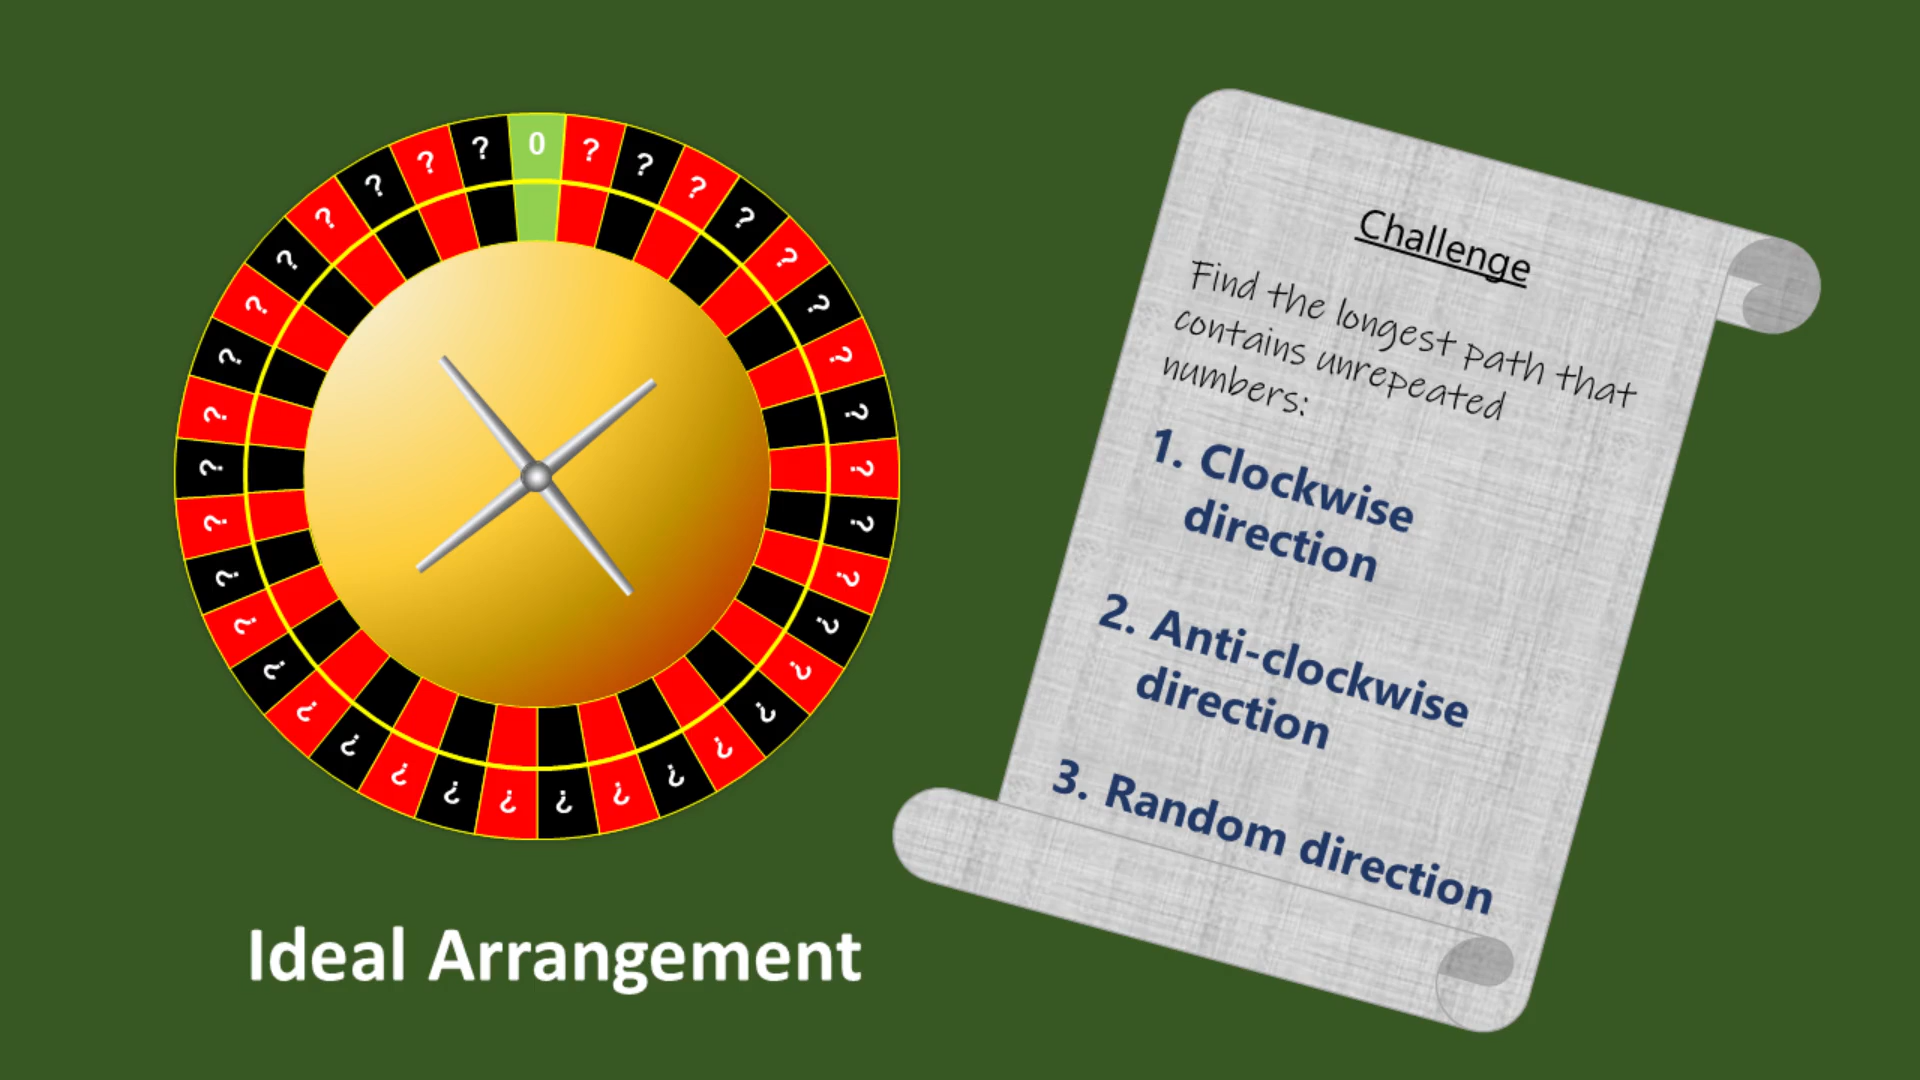 0 ? ? ? ? ? ? ? ? ? ? ? ? ? ? ? ? ? ? ? ? ? ? ? ? ? ? ? ? ? ? ? ? ? ? ? ?
Ideal Arrangement
Challenge
Find the longest path that
contains unrepeated
numbers:
1. Clockwise
direction
2. Anti-clockwise
direction
3. Random direction